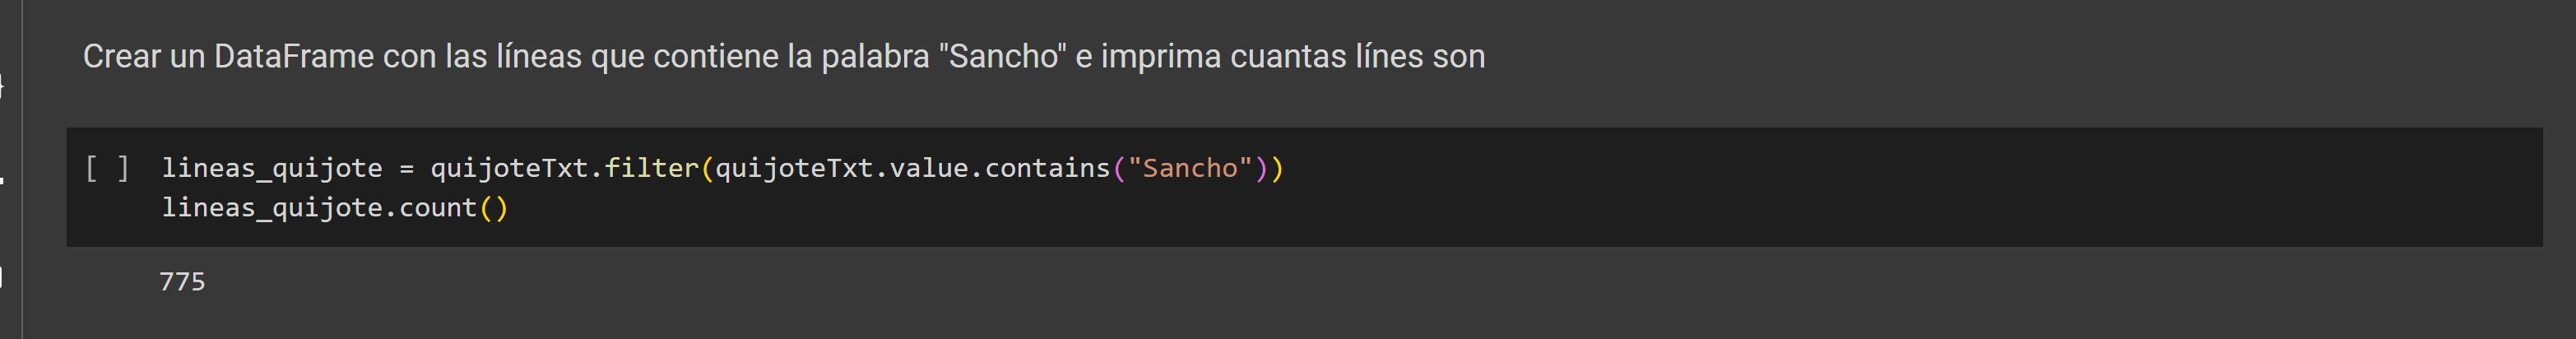 Crear un DataFrame con las líneas que contiene la palabra "Sancho" e imprima cuantas línes son
[ ] lineas_quijote = quijoteTxt.filter(quijoteTxt.value.contains("Sancho"))
lineas_quijote.count()
775